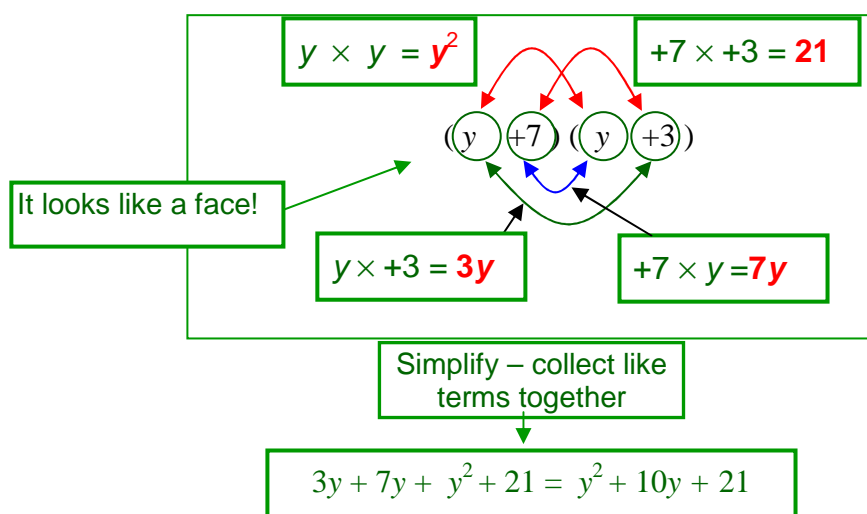 y × y = y²
+7 × +3 = 21
( y +7 ) ( y +3 )
It looks like a face!
y × +3 = 3y
+7 × y =7y
Simplify – collect like
terms together
3y + 7y + y² + 21 = y² + 10y + 21